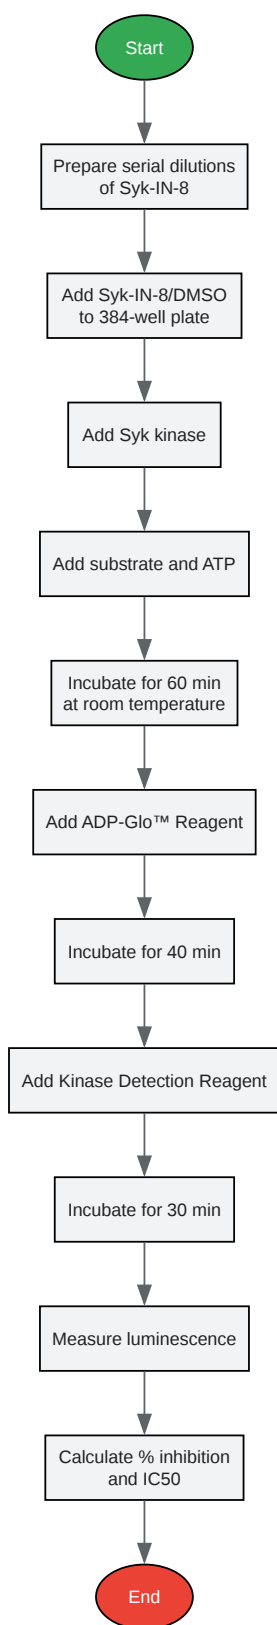 Start
Prepare serial dilutions
of Syk-IN-8
Add Syk-IN-8/DMSO
to 384-well plate
Add Syk kinase
Add substrate and ATP
Incubate for 60 min
at room temperature
Add ADP-Glo™ Reagent
Incubate for 40 min
Add Kinase Detection Reagent
Incubate for 30 min
Measure luminescence
Calculate % inhibition
and IC50
End